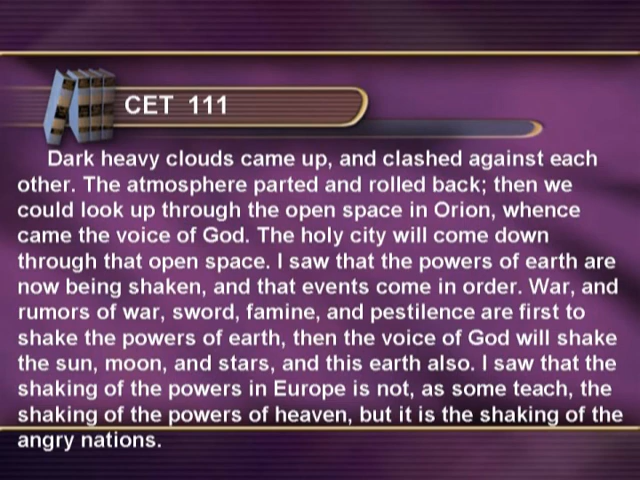 CET 111
Dark heavy clouds came up, and clashed against each
other. The atmosphere parted and rolled back; then we
could look up through the open space in Orion, whence
came the voice of God. The holy city will come down
through that open space. I saw that the powers of earth are
now being shaken, and that events come in order. War, and
rumors of war, sword, famine, and pestilence are first to
shake the powers of earth, then the voice of God will shake
the sun, moon, and stars, and this earth also. I saw that the
shaking of the powers in Europe is not, as some teach, the
shaking of the powers of heaven, but it is the shaking of the
angry nations.